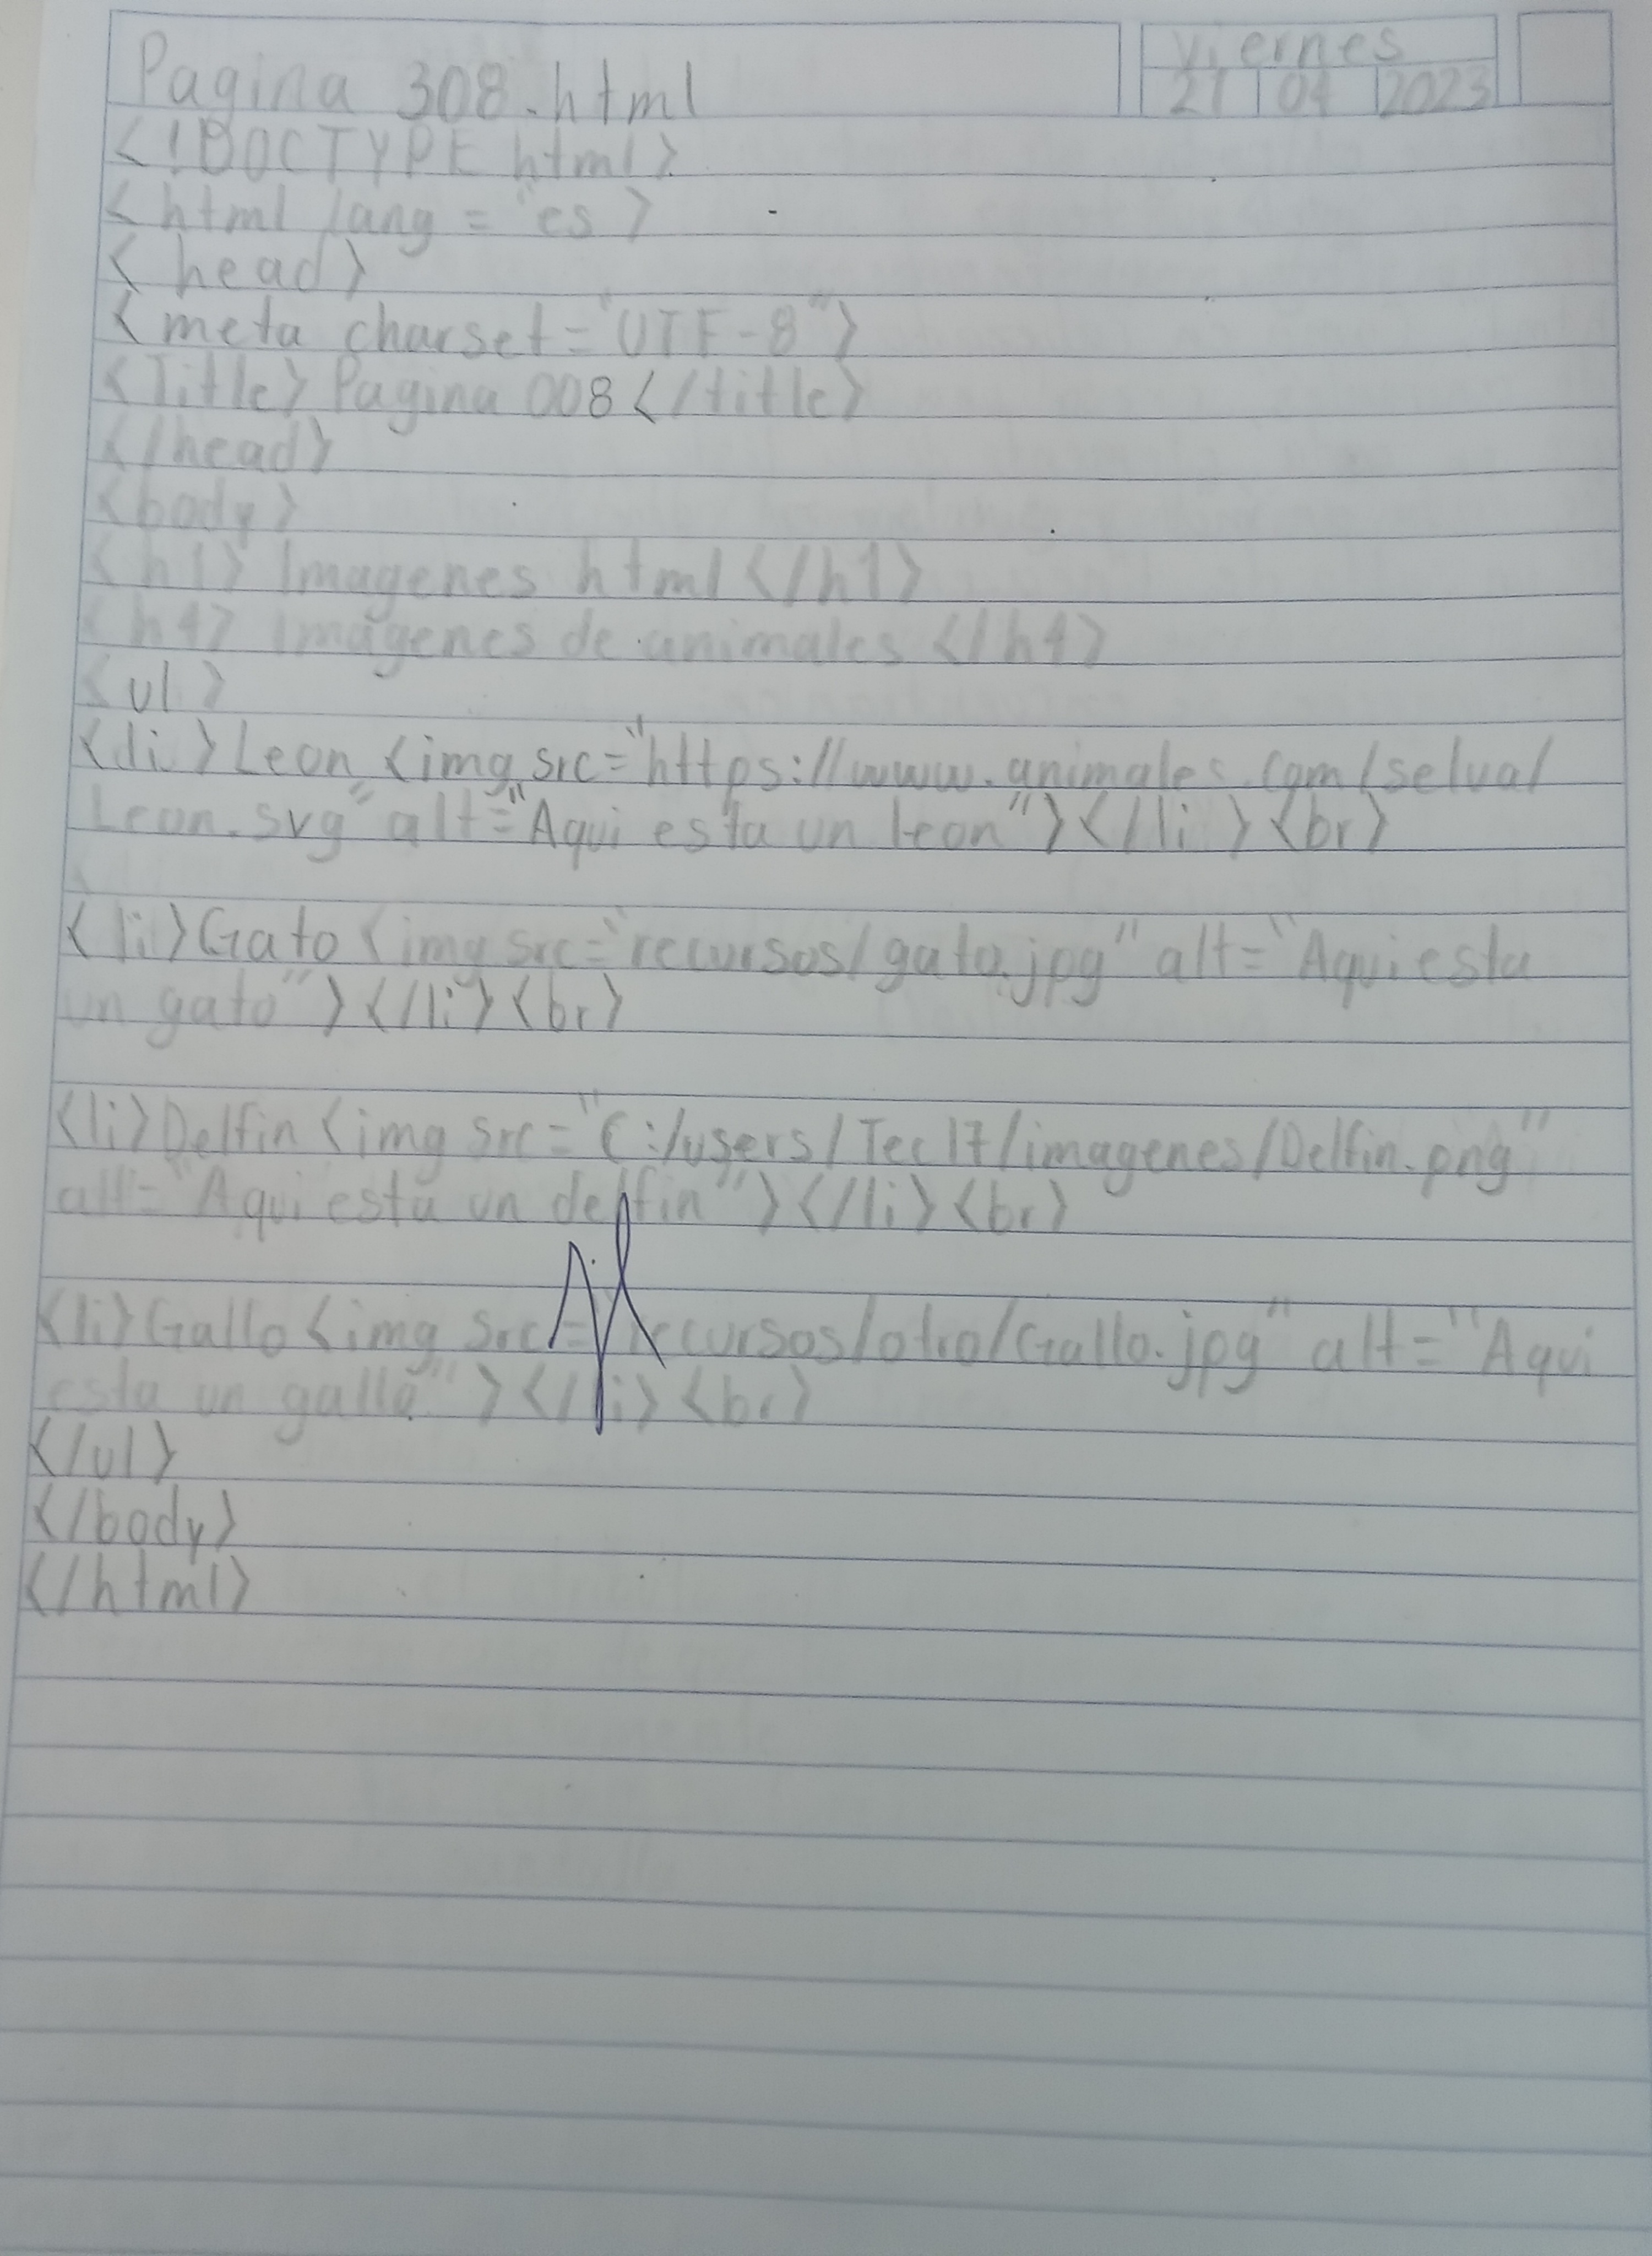 Pagina 308.html
viernes
21 04 2023
<!DOCTYPE html>
<html lang = "es>
<head>
<meta charset="UTF-8">
<Title>Pagina 008</title>
</head>
<body>
<h1> Imagenes html</h1>
<h4> Imagenes de animales </h4>
<ul>
<li>Leon <img src="https://www.animales.com/selva/
Leon.svg" alt="Aqui esta un leon"></li><br>
<li>Gato <img src="recursos/gato.jpg" alt="Aqui esta
un gato"></li><br>
<li>Delfin <img src="C:/users/Tec17/imagenes/Delfin.png"
alt="Aqui esta un delfin"></li><br>
<li>Gallo <img src="recursos/otro/Gallo.jpg" alt="Aqui
esta un gallo"></li><br>
</ul>
</body>
</html>